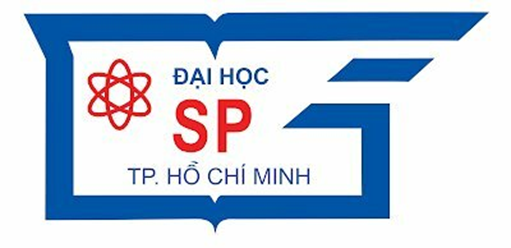 ĐẠI HỌC
SP
TP. HỒ CHÍ MINH